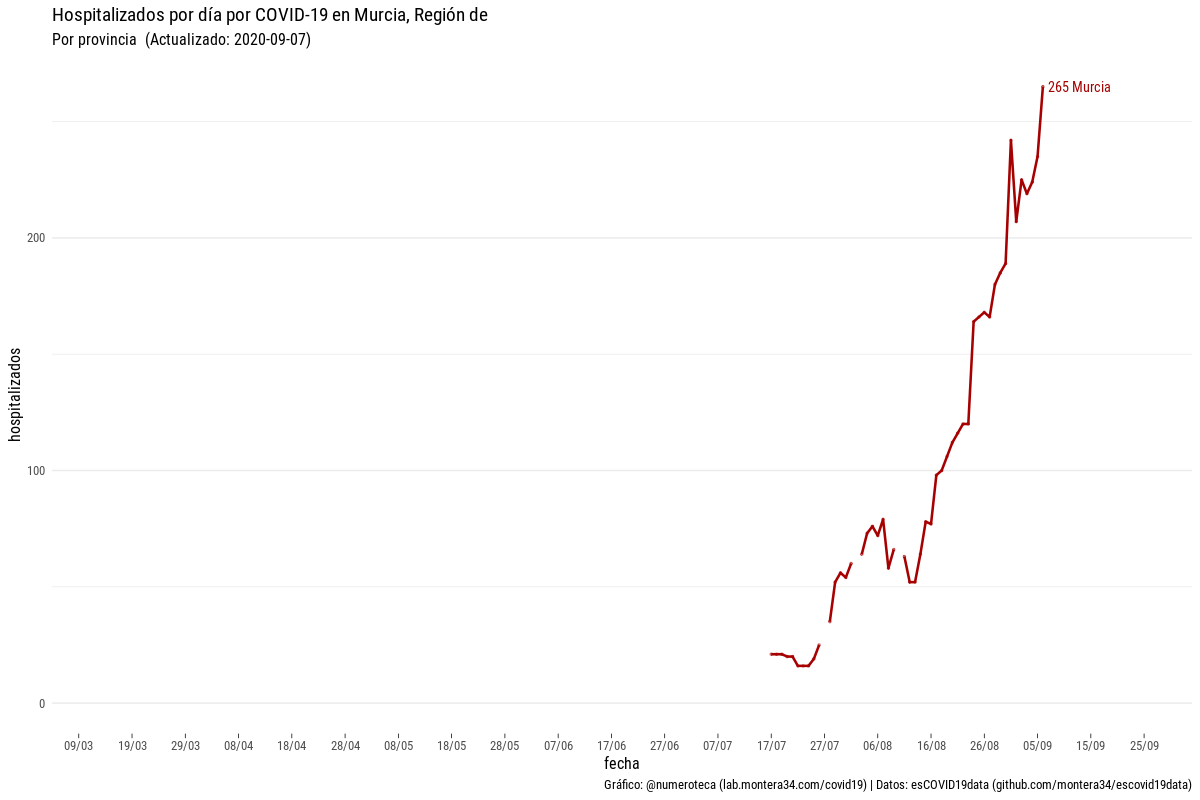 Hospitalizados por día por COVID-19 en Murcia, Región de
Por provincia  (Actualizado: 2020-09-07)
265 Murcia
hospitalizados
200
100
0
09/03 19/03 29/03 08/04 18/04 28/04 08/05 18/05 28/05 07/06 17/06 27/06 07/07 17/07 27/07 06/08 16/08 26/08 05/09 15/09 25/09
fecha
Gráfico: @numeroteca (lab.montera34.com/covid19) | Datos: esCOVID19data (github.com/montera34/escovid19data)